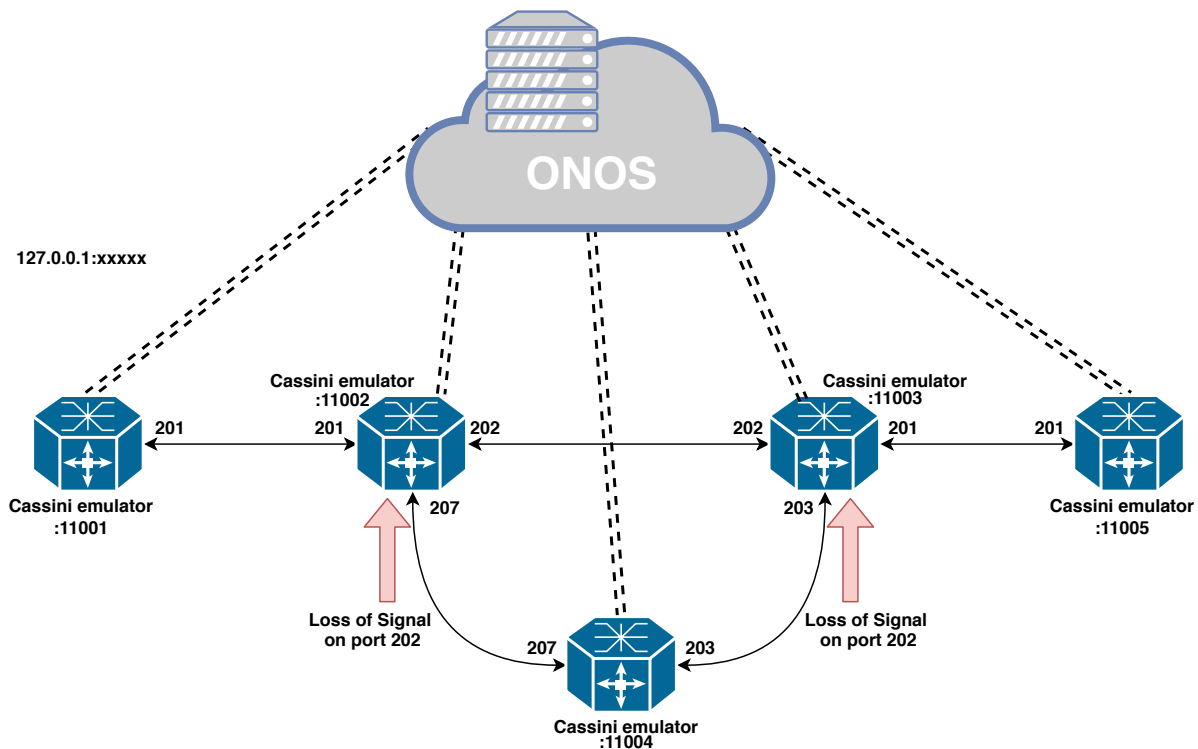 ONOS
127.0.0.1:xxxxx
Cassini emulator
:11002
Cassini emulator
:11003
201
201
202
202
201
201
Cassini emulator
:11001
207
203
Cassini emulator
:11005
Loss of Signal
on port 202
Loss of Signal
on port 202
207
203
Cassini emulator
:11004